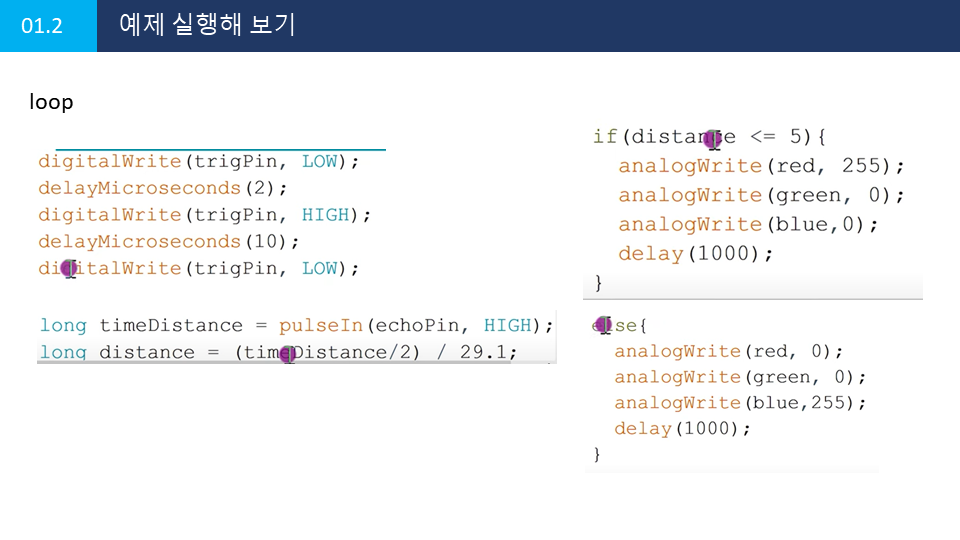 01.2
예제 실행해 보기
loop
digitalWrite(trigPin, LOW);
delayMicroseconds(2);
digitalWrite(trigPin, HIGH);
delayMicroseconds(10);
digitalWrite(trigPin, LOW);
long timeDistance = pulseIn(echoPin, HIGH);
long distance = (timeDistance/2) / 29.1;
if(distance <= 5){
analogWrite(red, 255);
analogWrite(green, 0);
analogWrite(blue,0);
delay(1000);
}
else{
analogWrite(red, 0);
analogWrite(green, 0);
analogWrite(blue,255);
delay(1000);
}